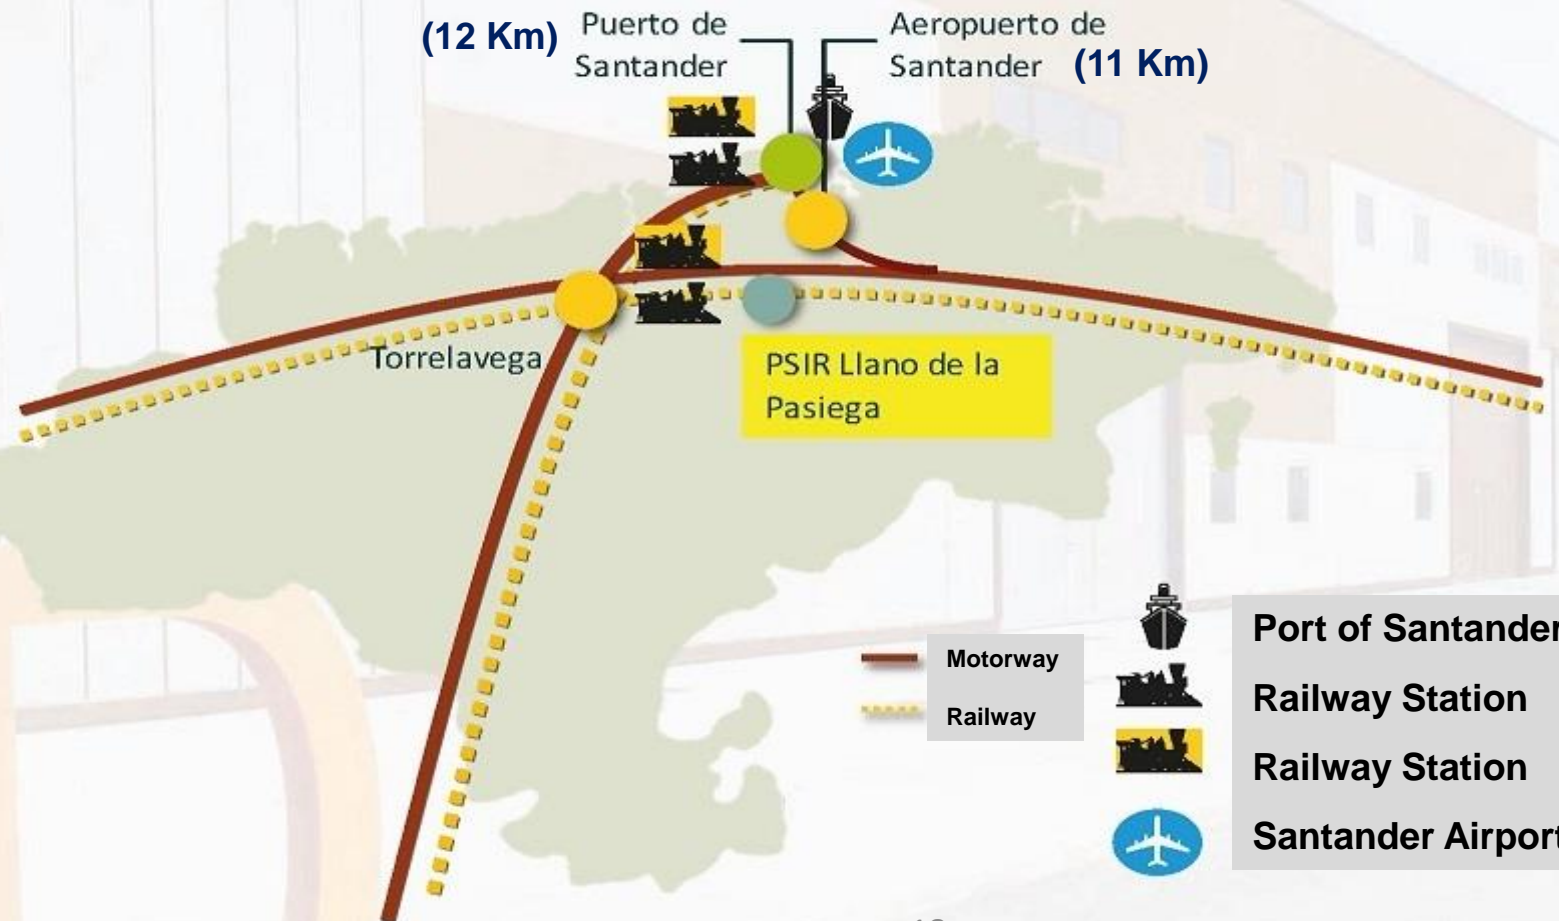 (12 Km)
Puerto de
Santander
Aeropuerto de
Santander (11 Km)
Torrelavega
PSIR Llano de la
Pasiega
Motorway
Railway
Port of Santander
Railway Station
Railway Station
Santander Airport